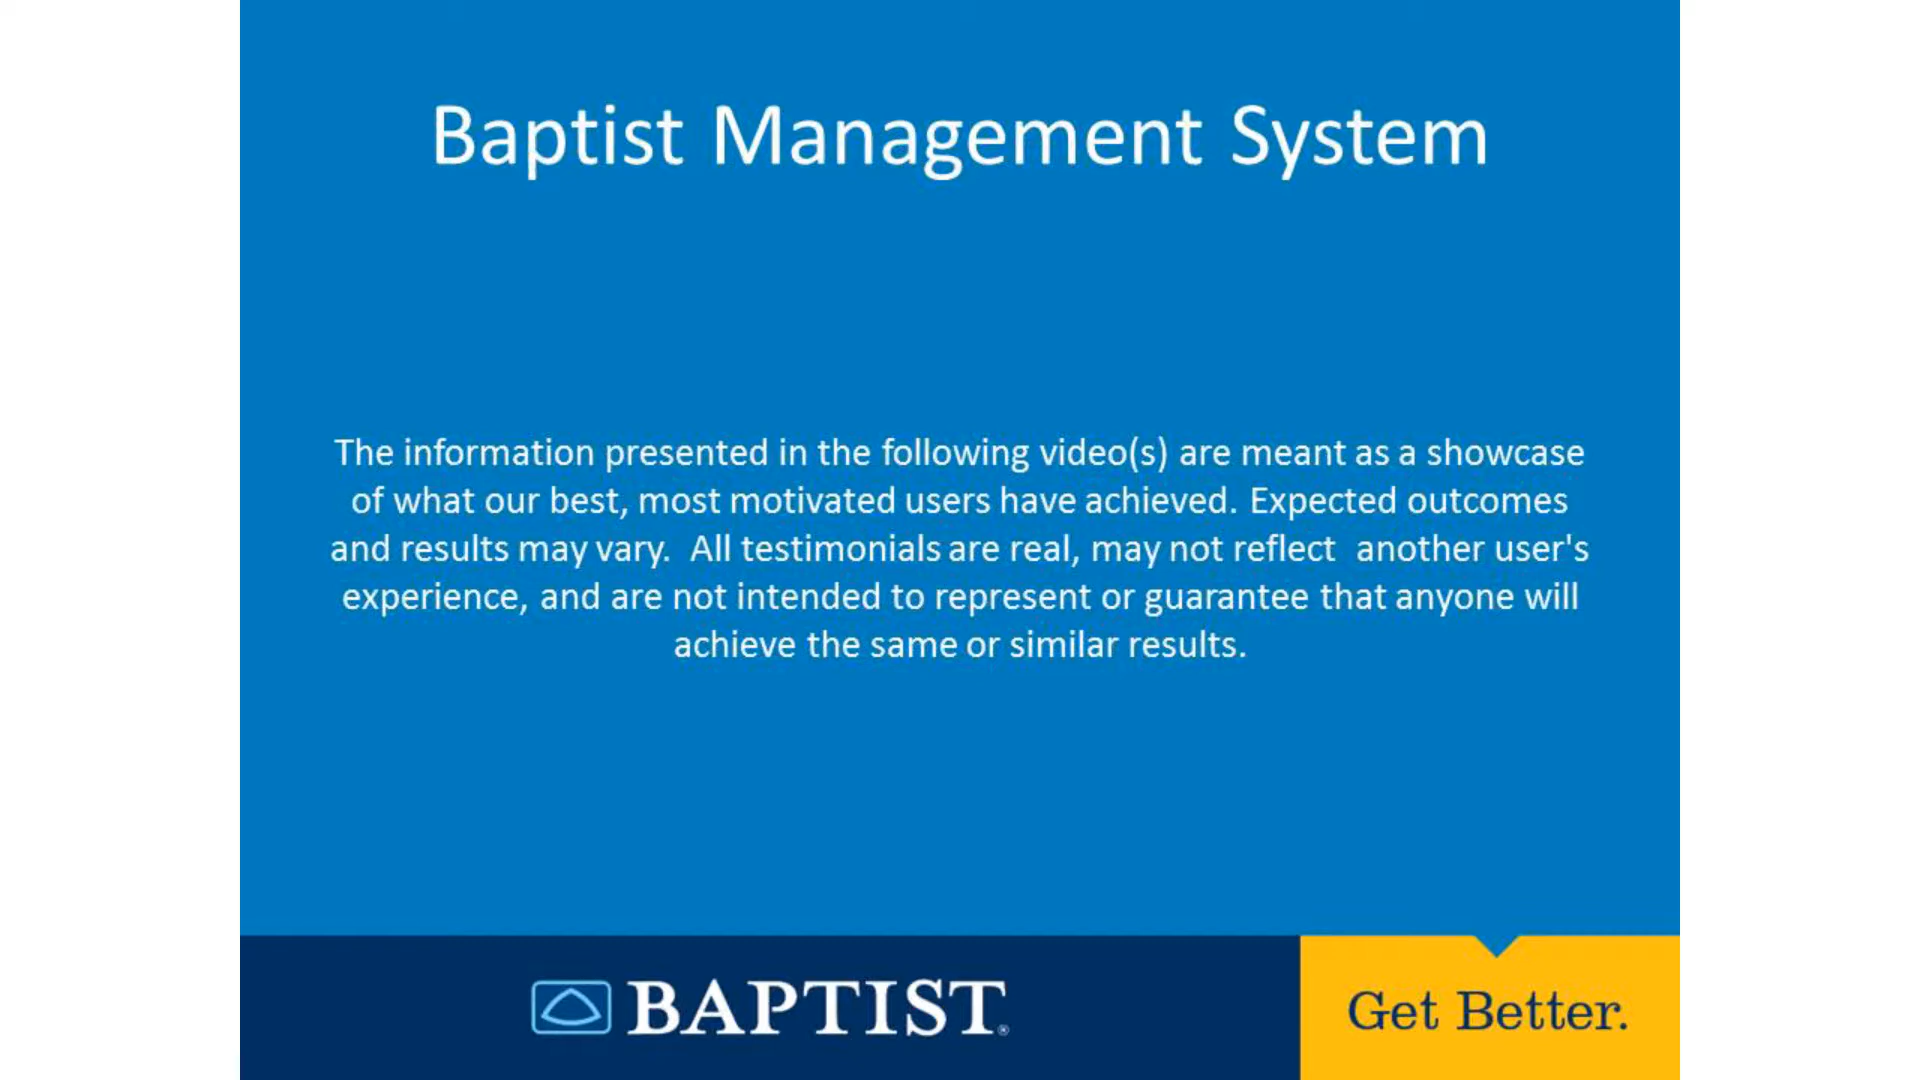 Baptist Management System
The information presented in the following video(s) are meant as a showcase
of what our best, most motivated users have achieved. Expected outcomes
and results may vary.  All testimonials are real, may not reflect  another user's
experience, and are not intended to represent or guarantee that anyone will
achieve the same or similar results.
BAPTIST®
Get Better.